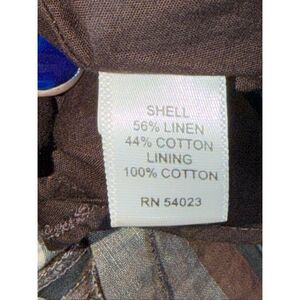 SHELL
56% LINEN
44% COTTON
LINING
100% COTTON
RN 54023